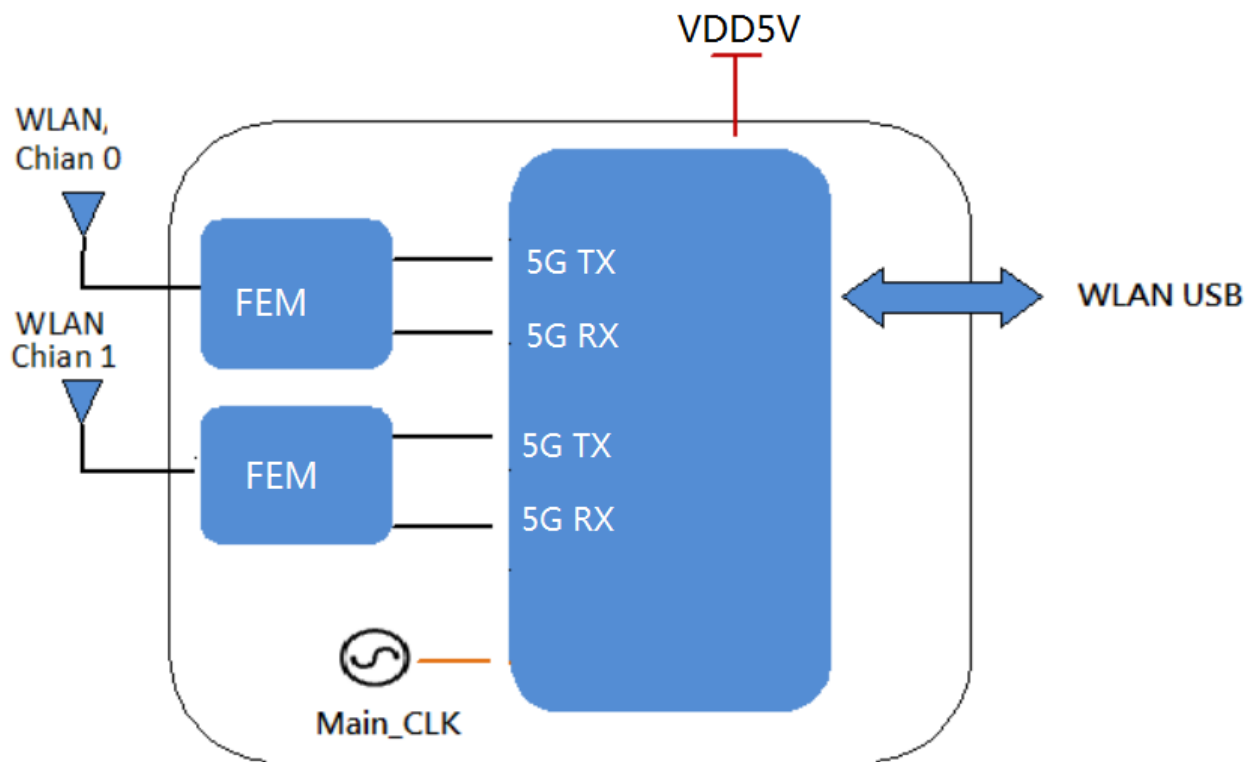 VDD5V
WLAN,
Chian 0
FEM
5G TX
5G RX
WLAN USB
WLAN
Chian 1
FEM
5G TX
5G RX
Main_CLK